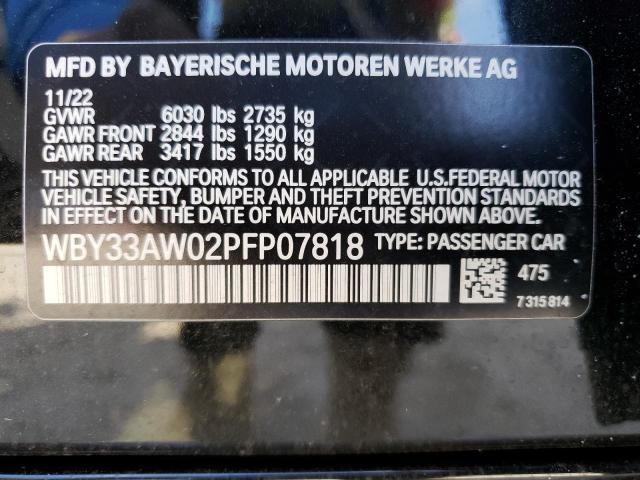 MFD BY BAYERISCHE MOTOREN WERKE AG
11/22
GVWR 6030 lbs 2735 kg
GAWR FRONT 2844 lbs 1290 kg
GAWR REAR 3417 lbs 1550 kg
THIS VEHICLE CONFORMS TO ALL APPLICABLE U.S.FEDERAL MOTOR
VEHICLE SAFETY, BUMPER AND THEFT PREVENTION STANDARDS
IN EFFECT ON THE DATE OF MANUFACTURE SHOWN ABOVE.
WBY33AW02PFP07818 TYPE: PASSENGER CAR
475
7 315 814